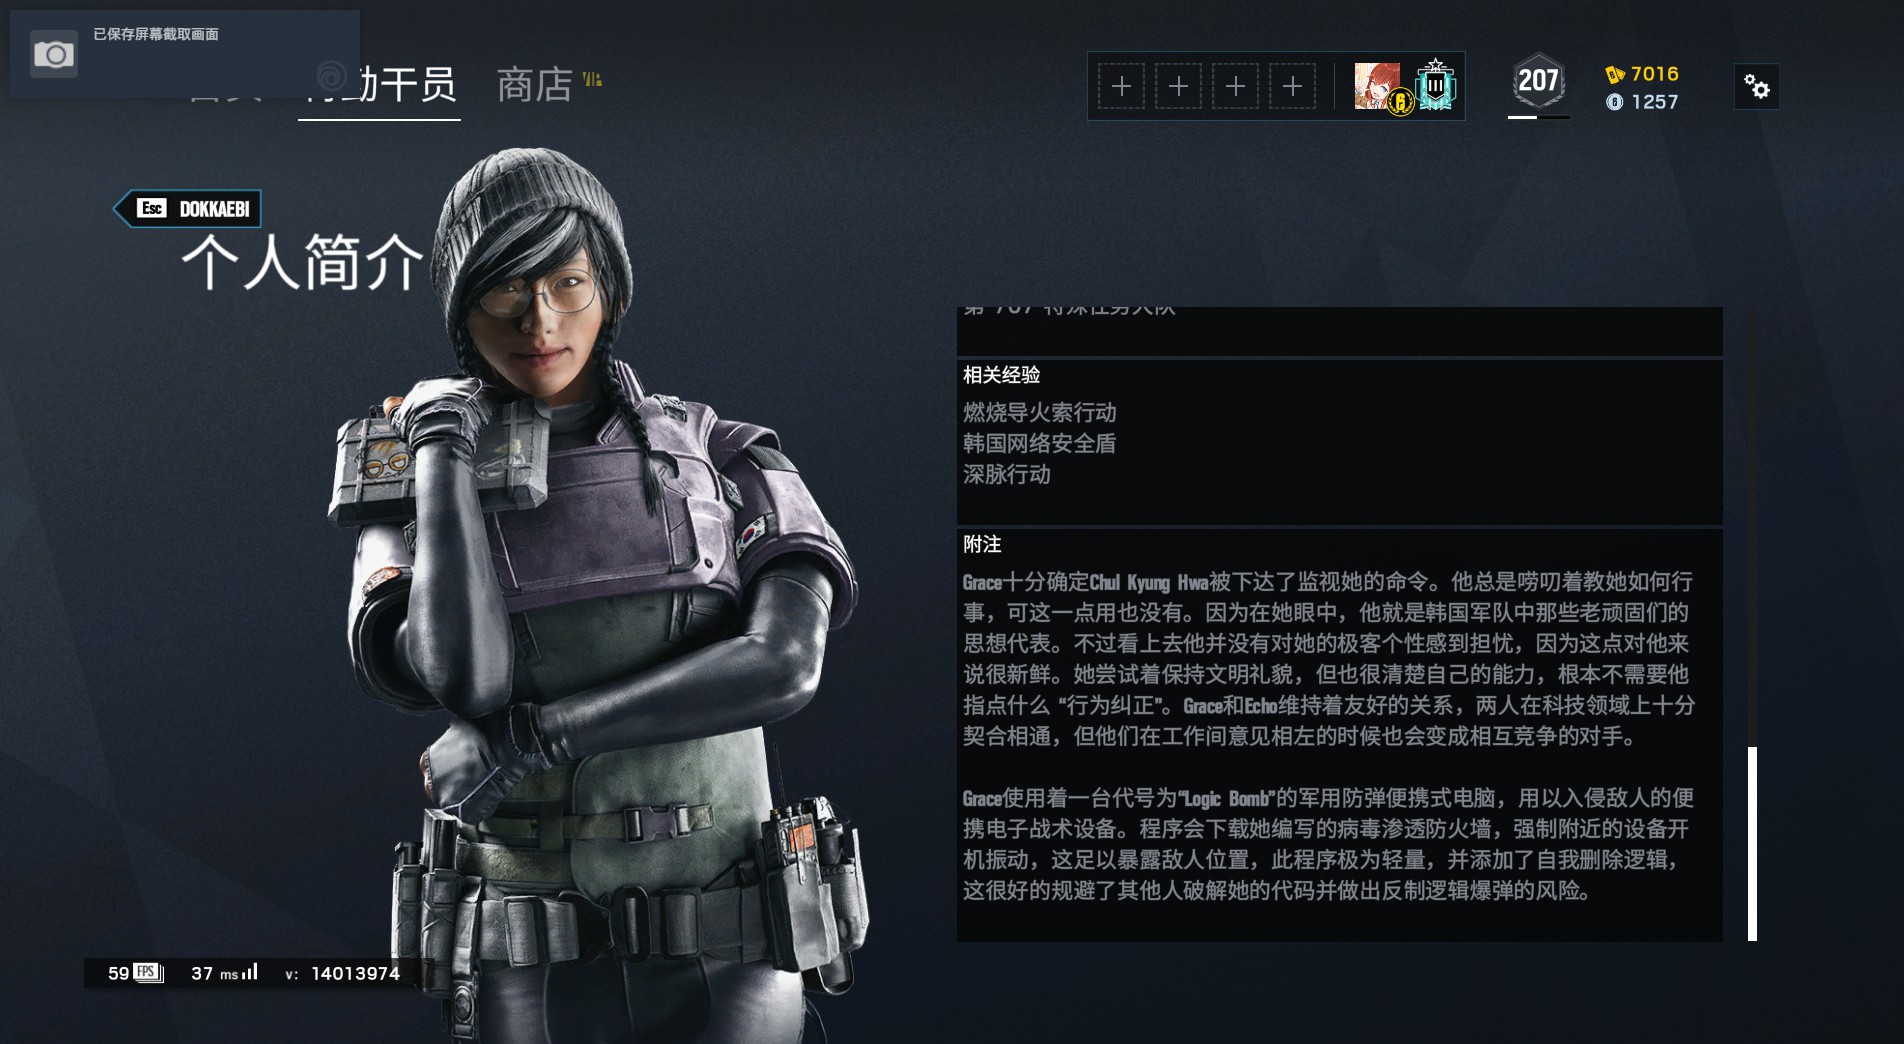 已保存屏幕截取画面
行动干员
商店
207
7016
1257
Esc DOKKAEBI
个人简介
第 707 特殊任务大队
相关经验
燃烧导火索行动
韩国网络安全盾
深脉行动
附注
Grace十分确定Chul Kyung Hwa被下达了监视她的命令。他总是唠叨着教她如何行
事，可这一点用也没有。因为在她眼中，他就是韩国军队中那些老顽固们的
思想代表。不过看上去他并没有对她的极客个性感到担忧，因为这点对他来
说很新鲜。她尝试着保持文明礼貌，但也很清楚自己的能力，根本不需要他
指点什么 “行为纠正”。Grace和Echo维持着友好的关系，两人在科技领域上十分
契合相通，但他们在工作间意见相左的时候也会变成相互竞争的对手。
Grace使用着一台代号为“Logic Bomb”的军用防弹便携式电脑，用以入侵敌人的便
携电子战术设备。程序会下载她编写的病毒渗透防火墙，强制附近的设备开
机振动，这足以暴露敌人位置，此程序极为轻量，并添加了自我删除逻辑，
这很好的规避了其他人破解她的代码并做出反制逻辑爆弹的风险。
59 FPS 37 ms v: 14013974